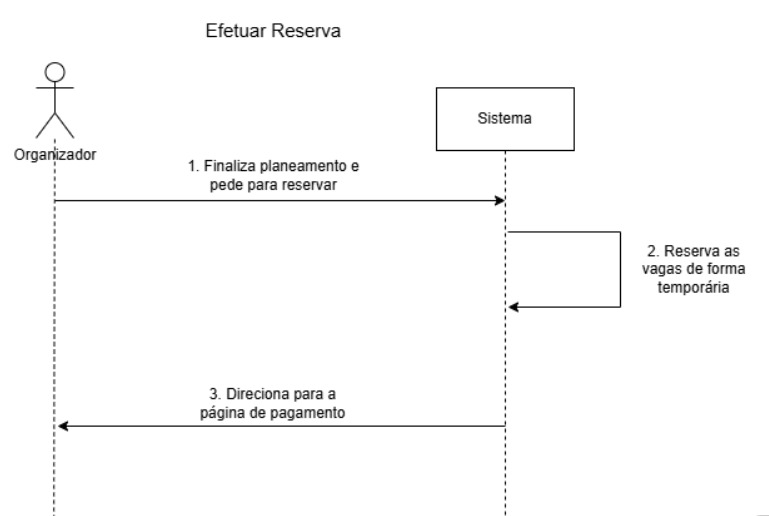 Efetuar Reserva
Sistema
Organizador
1. Finaliza planeamento e
pede para reservar
2. Reserva as
vagas de forma
temporária
3. Direciona para a
página de pagamento